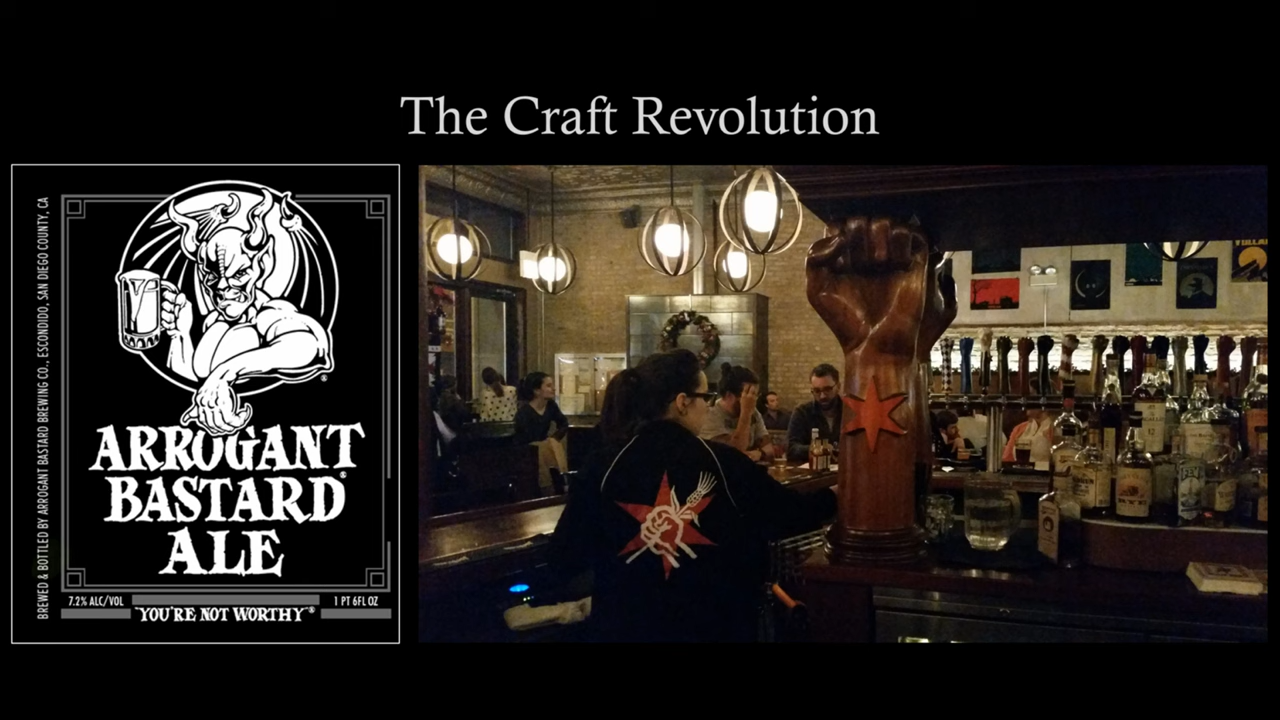 The Craft Revolution
BREWED & BOTTLED BY ARROGANT BASTARD BREWING CO., ESCONDIDO, SAN DIEGO COUNTY, CA
ARROGANT
BASTARD®
ALE
7.2% ALC/VOL
1 PT 6FL OZ
"YOU'RE NOT WORTHY"®